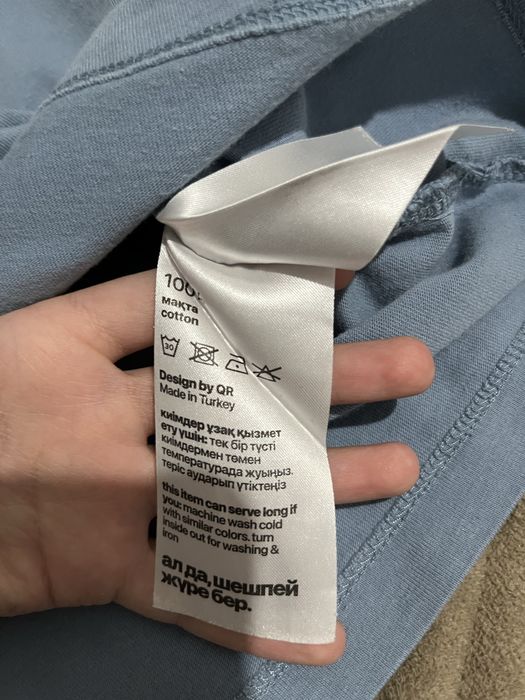 100
мақта
cotton
30
Design by QR
Made in Turkey
киімдер ұзақ қызмет
ету үшін: тек бір түсті
киімдермен төмен
температурада жуыңыз.
теріс аударып үтіктеңіз
this item can serve long if
you: machine wash cold
with similar colors. turn
inside out for washing &
iron
ал да, шешпей
жүре бер.